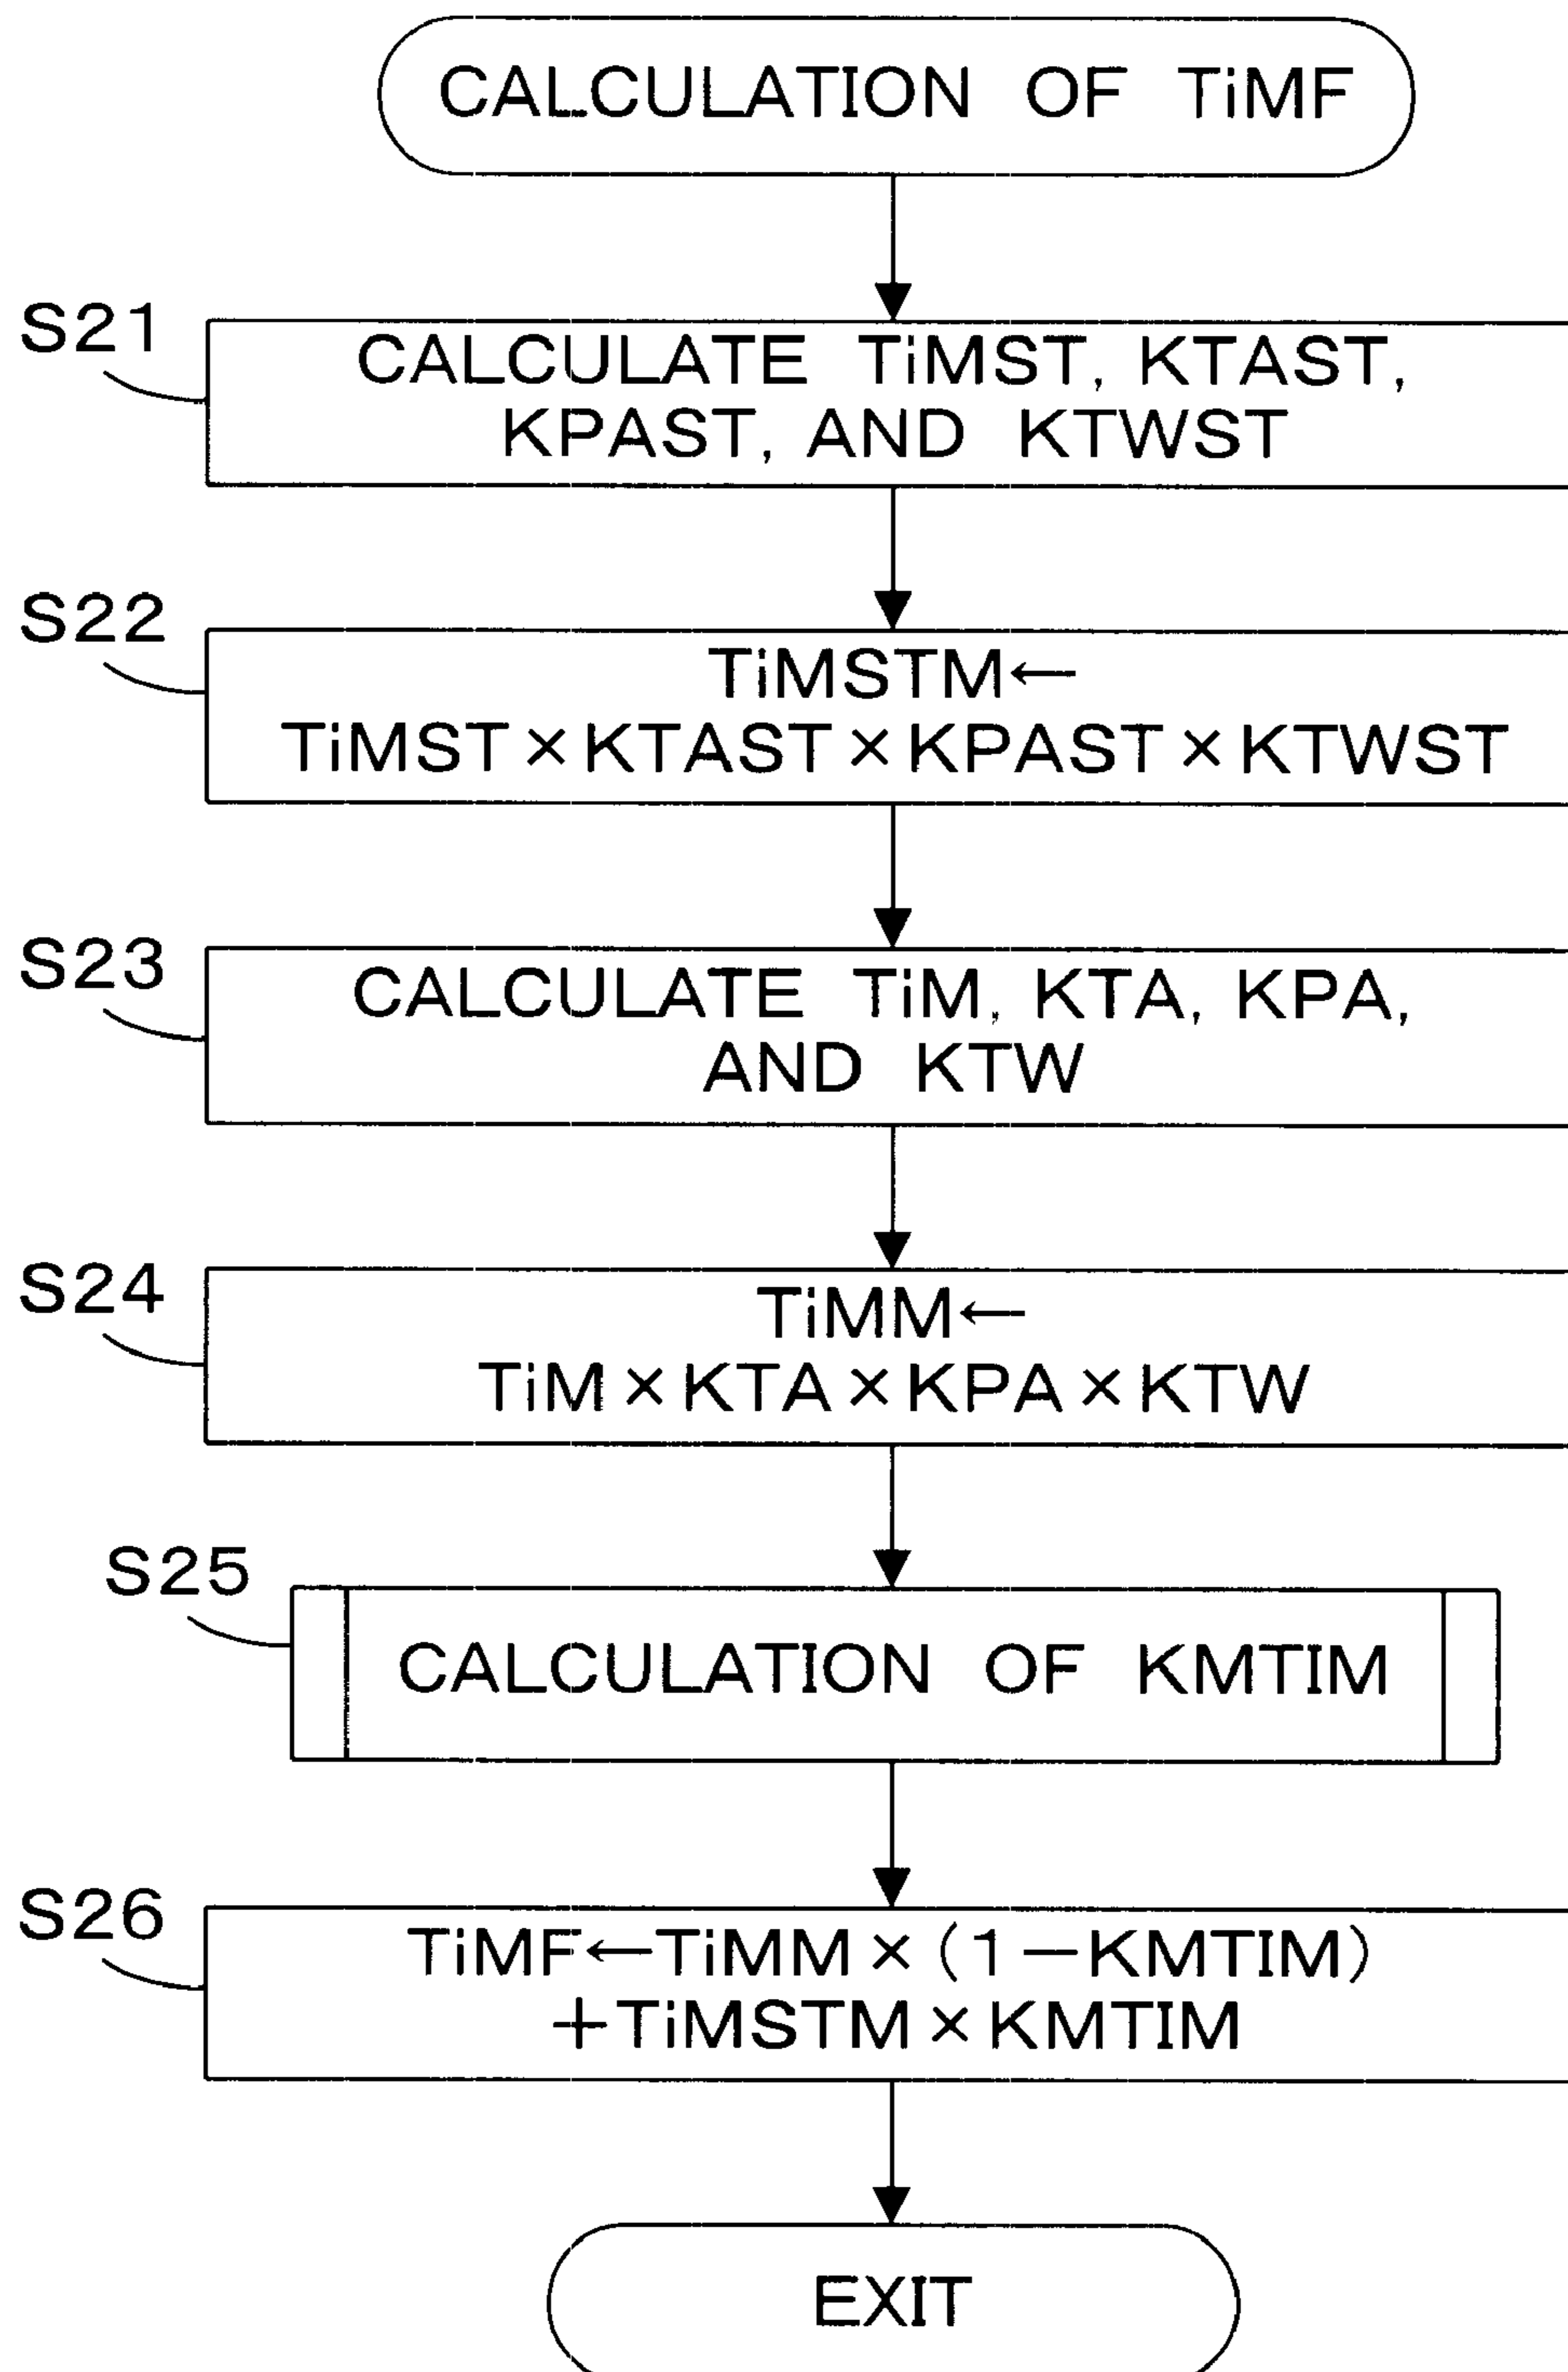 CALCULATION OF TiMF
S21
CALCULATE TiMST, KTAST,
KPAST, AND KTWST
S22
TiMSTM←
TiMST×KTAST×KPAST×KTWST
S23
CALCULATE TiM, KTA, KPA,
AND KTW
S24
TiMM←
TiM×KTA×KPA×KTW
S25
CALCULATION OF KMTIM
S26
TiMF←TiMM×(1−KMTIM)
+TiMSTM×KMTIM
EXIT